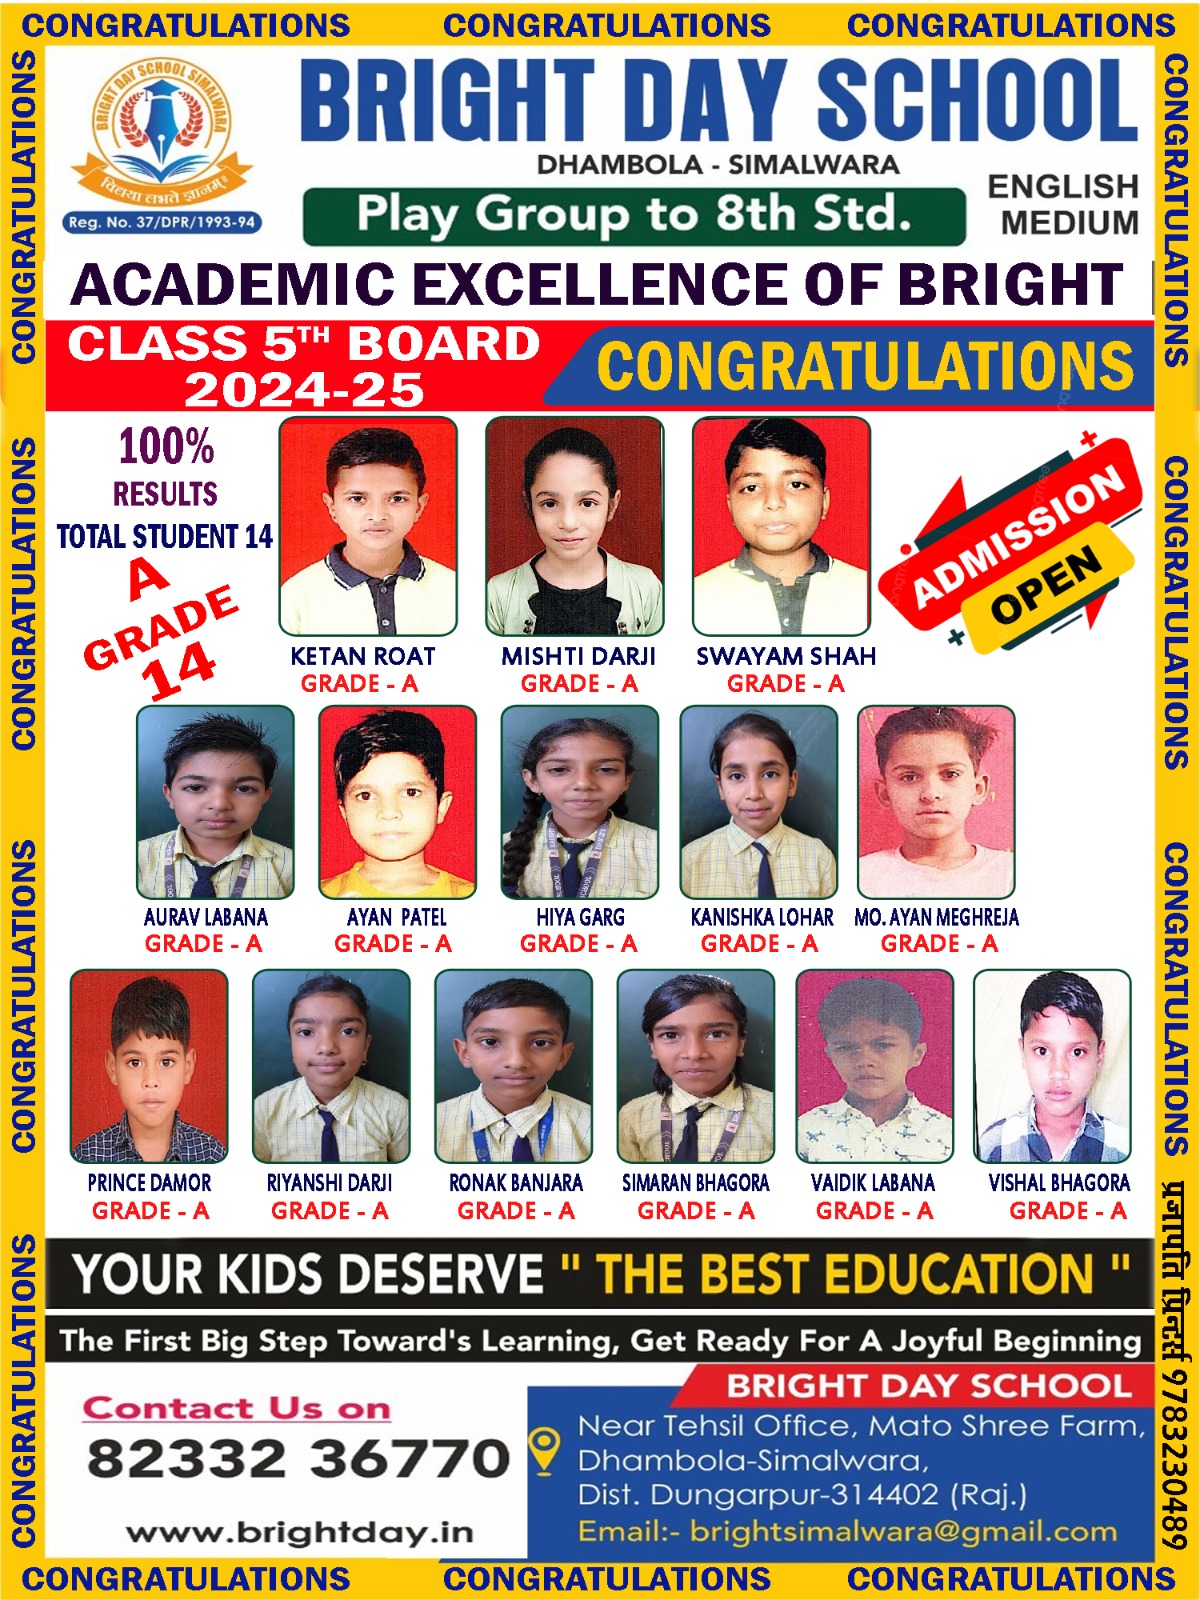 CONGRATULATIONS CONGRATULATIONS CONGRATULATIONS
BRIGHT DAY SCHOOL SIMALWARA
विद्यया लभते ज्ञानम्॥
Reg. No. 37/DPR/1993-94
BRIGHT DAY SCHOOL
DHAMBOLA - SIMALWARA
Play Group to 8th Std.
ENGLISH
MEDIUM
ACADEMIC EXCELLENCE OF BRIGHT
CLASS 5TH BOARD
2024-25
CONGRATULATIONS
100%
RESULTS
TOTAL STUDENT 14
A
GRADE
14
ADMISSION
OPEN
KETAN ROAT MISHTI DARJI SWAYAM SHAH
GRADE - A GRADE - A GRADE - A
AURAV LABANA AYAN PATEL HIYA GARG KANISHKA LOHAR MO. AYAN MEGHREJA
GRADE - A GRADE - A GRADE - A GRADE - A GRADE - A
PRINCE DAMOR RIYANSHI DARJI RONAK BANJARA SIMARAN BHAGORA VAIDIK LABANA VISHAL BHAGORA
GRADE - A GRADE - A GRADE - A GRADE - A GRADE - A GRADE - A
YOUR KIDS DESERVE " THE BEST EDUCATION "
The First Big Step Toward's Learning, Get Ready For A Joyful Beginning
Contact Us on
82332 36770
www.brightday.in
BRIGHT DAY SCHOOL
Near Tehsil Office, Mato Shree Farm,
Dhambola-Simalwara,
Dist. Dungarpur-314402 (Raj.)
Email:- brightsimalwara@gmail.com
CONGRATULATIONS CONGRATULATIONS CONGRATULATIONS
CONGRATULATIONS CONGRATULATIONS CONGRATULATIONS CONGRATULATIONS
CONGRATULATIONS CONGRATULATIONS CONGRATULATIONS प्रजापति प्रिन्टर्स 9783230489